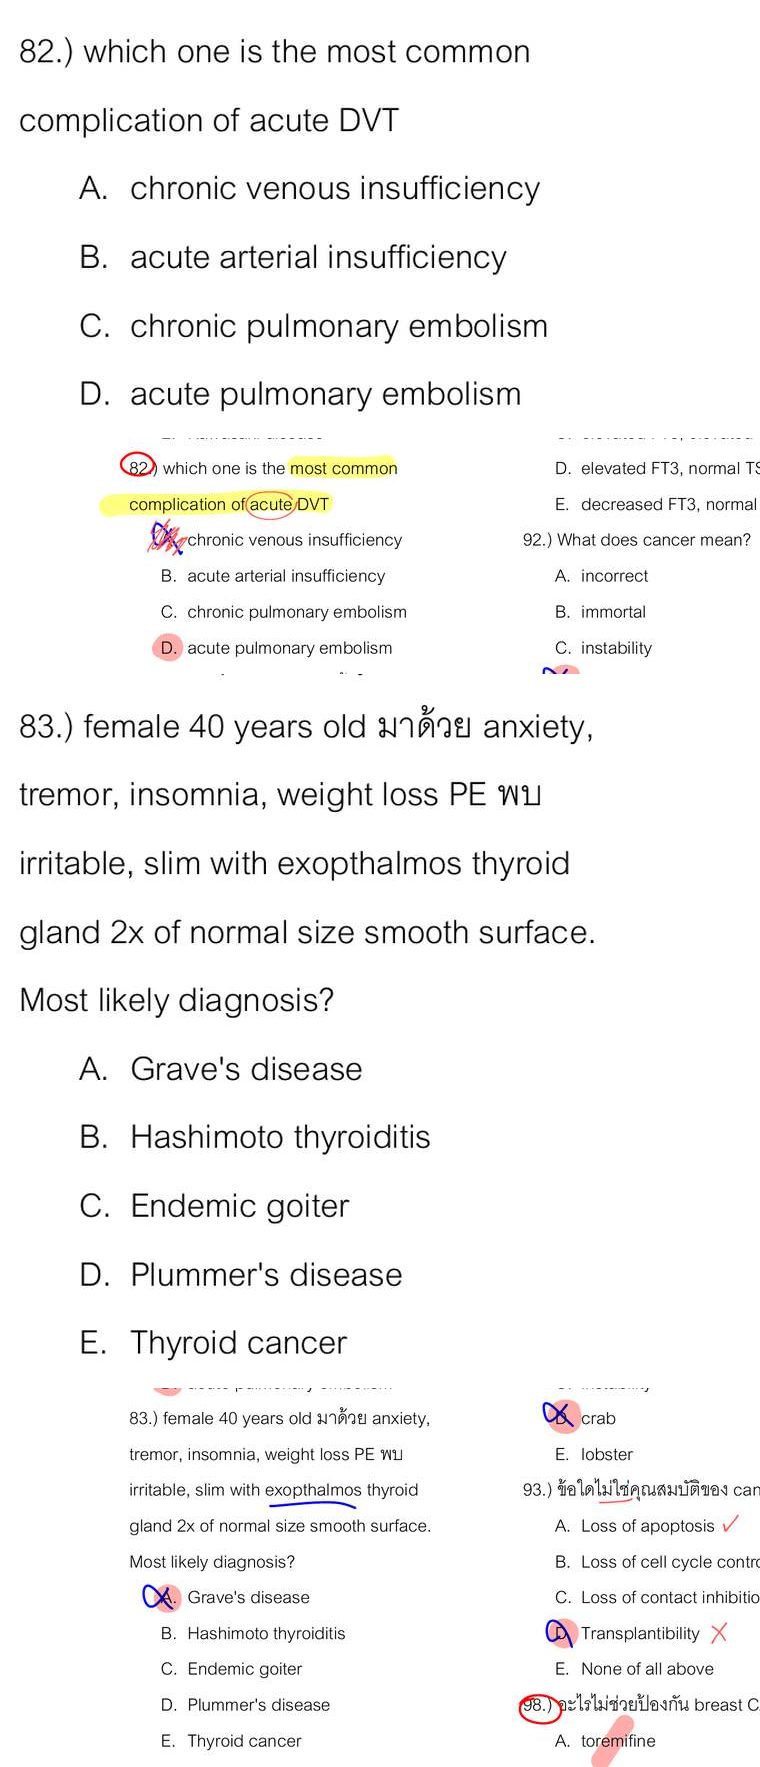 82.) which one is the most common
complication of acute DVT
A. chronic venous insufficiency
B. acute arterial insufficiency
C. chronic pulmonary embolism
D. acute pulmonary embolism
82.) which one is the most common
complication of acute DVT
chronic venous insufficiency
B. acute arterial insufficiency
C. chronic pulmonary embolism
D. acute pulmonary embolism
D. elevated FT3, normal
E. decreased FT3, normal
92.) What does cancer mean?
A. incorrect
B. immortal
C. instability
83.) female 40 years old มาด้วย anxiety,
tremor, insomnia, weight loss PE พบ
irritable, slim with exopthalmos thyroid
gland 2x of normal size smooth surface.
Most likely diagnosis?
A. Grave's disease
B. Hashimoto thyroiditis
C. Endemic goiter
D. Plummer's disease
E. Thyroid cancer
83.) female 40 years old มาด้วย anxiety,
tremor, insomnia, weight loss PE พบ
irritable, slim with exopthalmos thyroid
gland 2x of normal size smooth surface.
Most likely diagnosis?
A. Grave's disease
B. Hashimoto thyroiditis
C. Endemic goiter
D. Plummer's disease
E. Thyroid cancer
D. crab
E. lobster
93.) ข้อใดไม่ใช่คุณสมบัติของ can
A. Loss of apoptosis
B. Loss of cell cycle contro
C. Loss of contact inhibitio
D. Transplantibility
E. None of all above
98.) อะไรไม่ช่วยป้องกัน breast C
A. toremifine